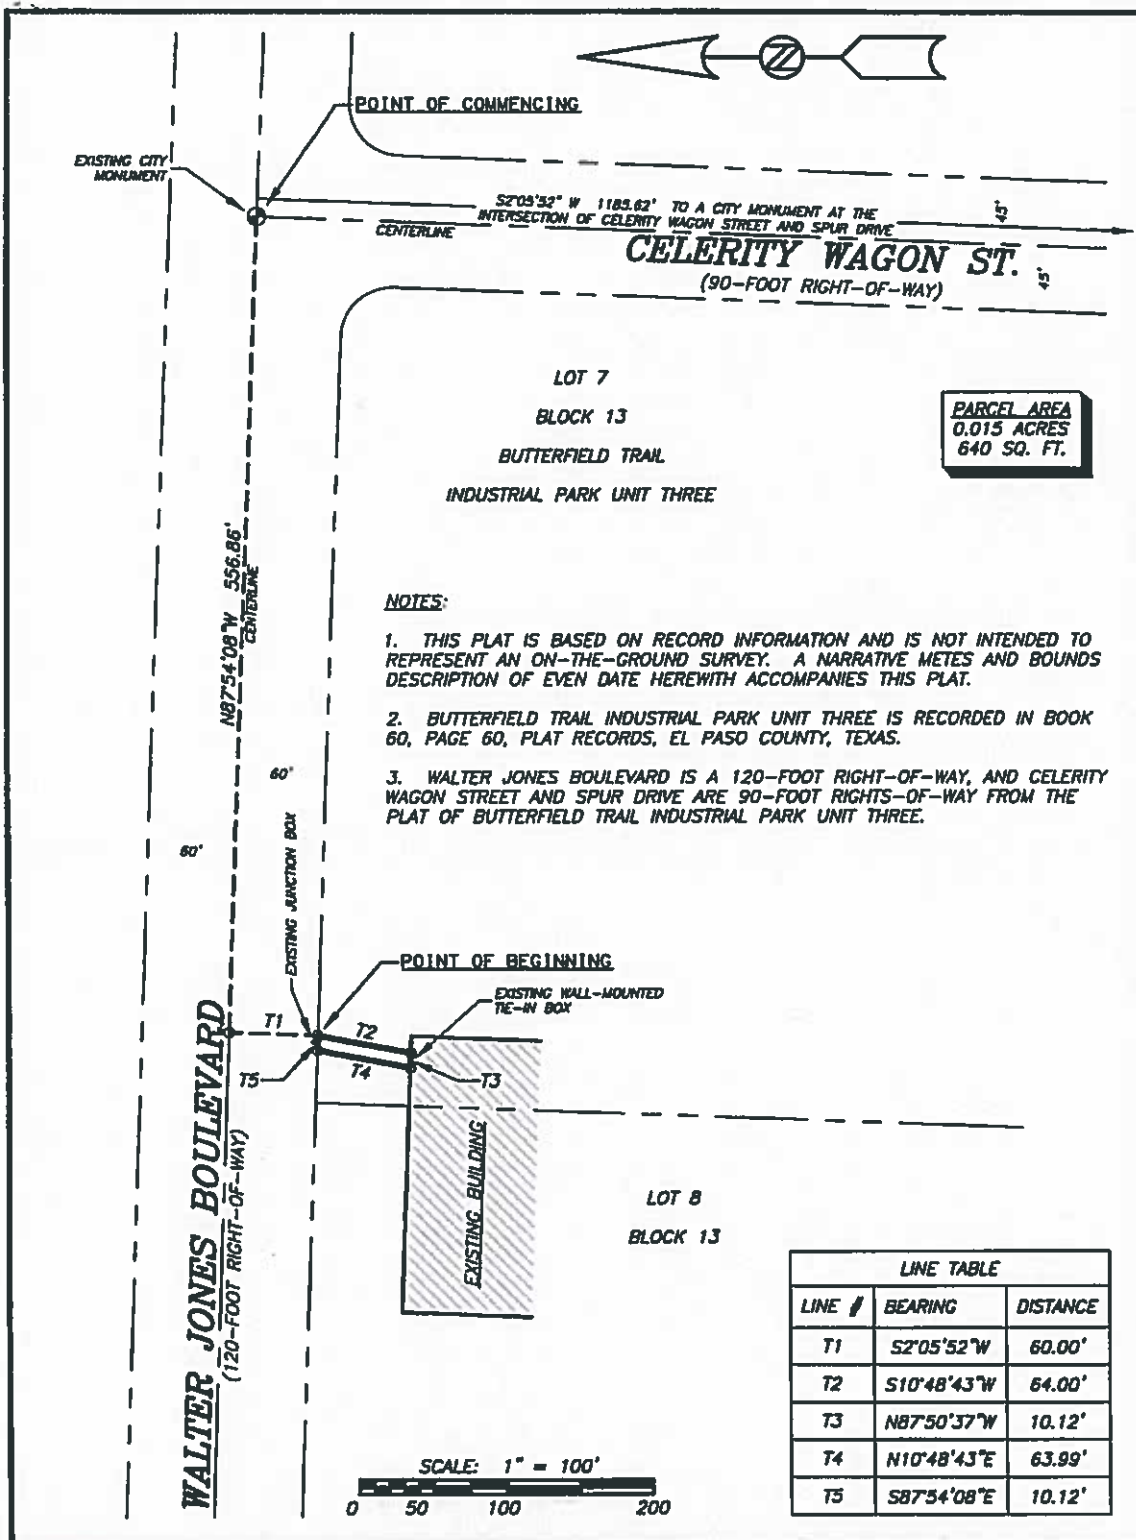 POINT OF COMMENCING
EXISTING CITY
MONUMENT
S2°05'52" W 1185.62' TO A CITY MONUMENT AT THE
INTERSECTION OF CELERITY WAGON STREET AND SPUR DRIVE
CENTERLINE
45'
CELERITY WAGON ST.
45'
(90-FOOT RIGHT-OF-WAY)
LOT 7
BLOCK 13
BUTTERFIELD TRAIL
INDUSTRIAL PARK UNIT THREE
PARCEL AREA
0.015 ACRES
640 SQ. FT.
N87°54'08"W 556.86'
CENTERLINE
NOTES:
1. THIS PLAT IS BASED ON RECORD INFORMATION AND IS NOT INTENDED TO
REPRESENT AN ON-THE-GROUND SURVEY. A NARRATIVE METES AND BOUNDS
DESCRIPTION OF EVEN DATE HEREWITH ACCOMPANIES THIS PLAT.
2. BUTTERFIELD TRAIL INDUSTRIAL PARK UNIT THREE IS RECORDED IN BOOK
60, PAGE 60, PLAT RECORDS, EL PASO COUNTY, TEXAS.
3. WALTER JONES BOULEVARD IS A 120-FOOT RIGHT-OF-WAY, AND CELERITY
WAGON STREET AND SPUR DRIVE ARE 90-FOOT RIGHTS-OF-WAY FROM THE
PLAT OF BUTTERFIELD TRAIL INDUSTRIAL PARK UNIT THREE.
60'
60'
EXISTING JUNCTION BOX
POINT OF BEGINNING
EXISTING WALL-MOUNTED
TIE-IN BOX
T1
T2
T5
T4
T3
WALTER JONES BOULEVARD
(120-FOOT RIGHT-OF-WAY)
EXISTING BUILDING
LOT 8
BLOCK 13
LINE TABLE
LINE # BEARING DISTANCE
T1 S2°05'52"W 60.00'
T2 S10°48'43"W 64.00'
T3 N87°50'37"W 10.12'
T4 N10°48'43"E 63.99'
T5 S87°54'08"E 10.12'
SCALE: 1" = 100'
0 50 100 200